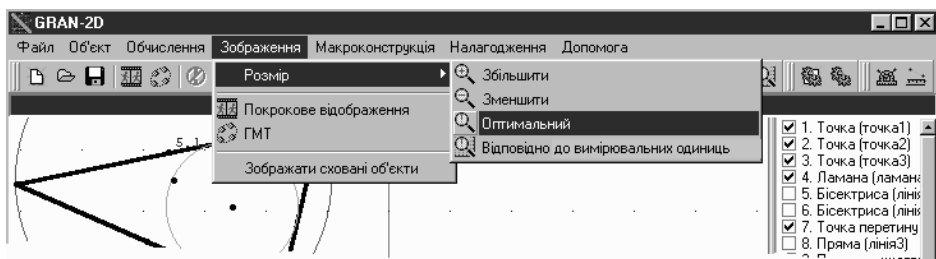 GRAN-2D
Файл Об'єкт Обчислення Зображення Макроконструкція Налагодження Допомога
Розмір
Покрокове відображення
ГМТ
Зображати сховані об'єкти
Збільшити
Зменшити
Оптимальний
Відповідно до вимірювальних одиниць
1. Точка (точка1)
2. Точка (точка2)
3. Точка (точка3)
4. Ламана (ламана
5. Бісектриса (лінія
6. Бісектриса (лінія
7. Точка перетину
8. Пряма (лінія3)